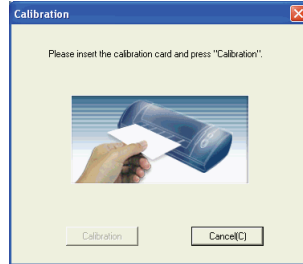 Calibration
Please insert the calibration card and press "Calibration".
Calibration
Cancel(C)